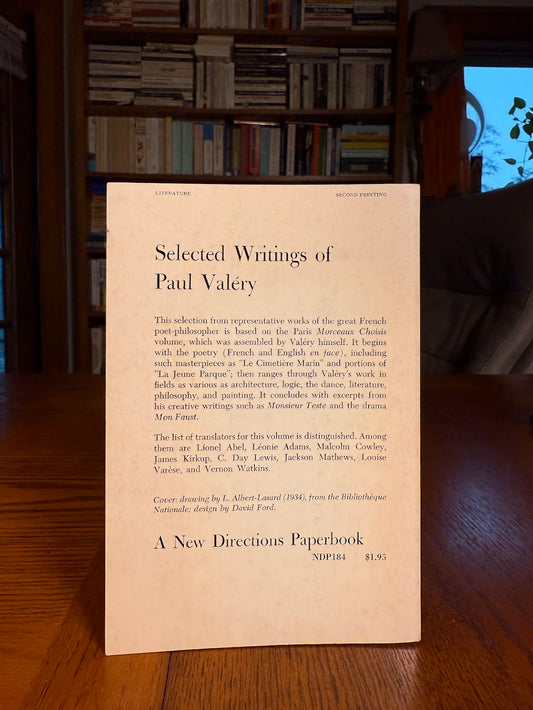 LITERATURE SECOND PRINTING
Selected Writings of
Paul Valéry
This selection from representative works of the great French
poet-philosopher is based on the Paris Morceaux Choisis
volume, which was assembled by Valéry himself. It begins
with the poetry (French and English en face), including
such masterpieces as "Le Cimetière Marin" and portions of
"La Jeune Parque"; then ranges through Valéry's work in
fields as various as architecture, logic, the dance, literature,
philosophy, and painting. It concludes with excerpts from
his creative writings such as Monsieur Teste and the drama
Mon Faust.
The list of translators for this volume is distinguished. Among
them are Lionel Abel, Léonie Adams, Malcolm Cowley,
James Kirkup, C. Day Lewis, Jackson Mathews, Louise
Varèse, and Vernon Watkins.
Cover: drawing by L. Albert-Lasard (1934), from the Bibliothèque
Nationale; design by David Ford.
A New Directions Paperbook
NDP184 $1.95